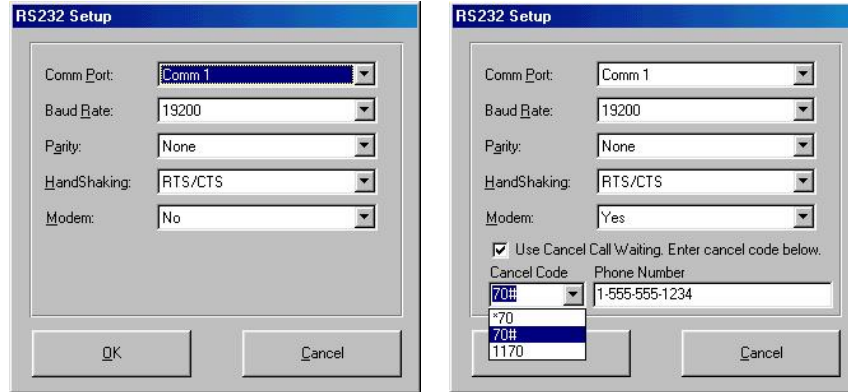 RS232 Setup
Comm Port: Comm 1
Baud Rate: 19200
Parity: None
HandShaking: RTS/CTS
Modem: No
OK Cancel
RS232 Setup
Comm Port: Comm 1
Baud Rate: 19200
Parity: None
HandShaking: RTS/CTS
Modem: Yes
Use Cancel Call Waiting. Enter cancel code below.
Cancel Code Phone Number
70# 1-555-555-1234
*70
70#
1170
Cancel